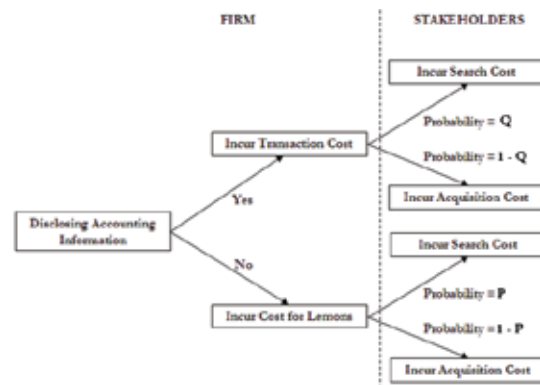 FIRM
STAKEHOLDERS
Incur Search Cost
Probability = Q
Incur Transaction Cost
Probability = 1 - Q
Yes
Incur Acquisition Cost
Disclosing Accounting
Information
Incur Search Cost
No
Probability = P
Incur Cost for Lemons
Probability = 1 - P
Incur Acquisition Cost